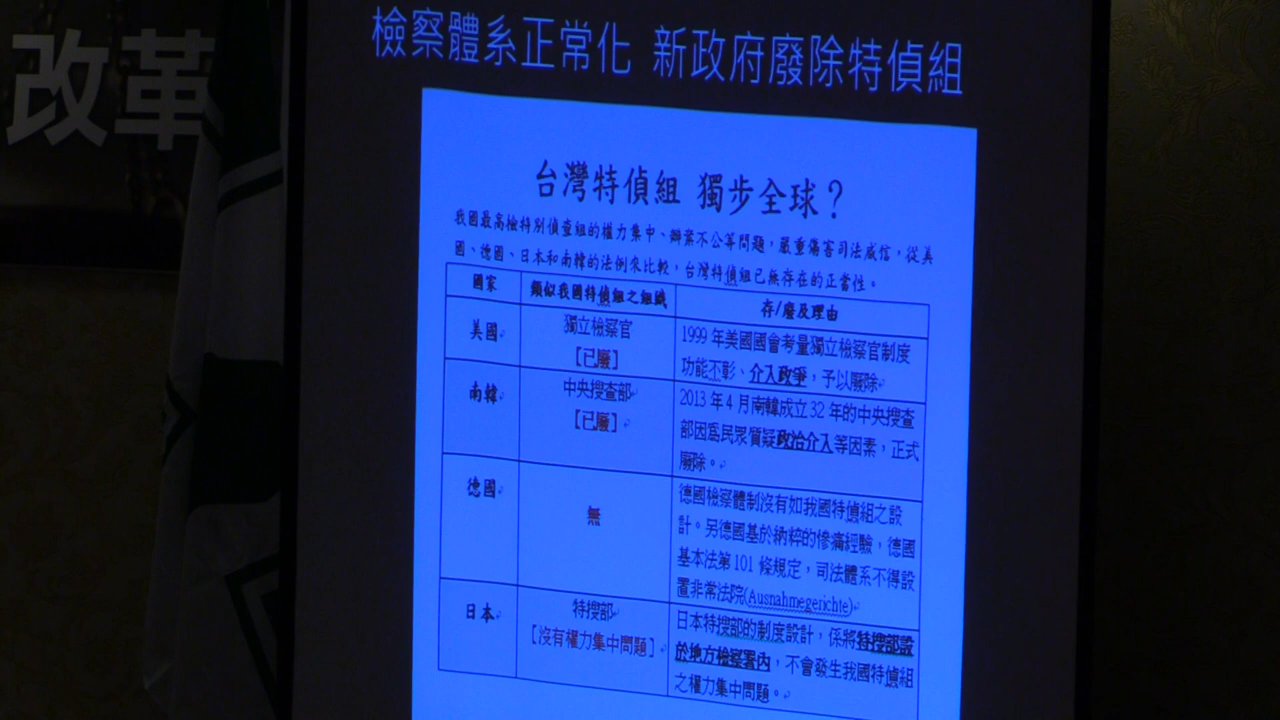 改革
檢察體系正常化 新政府廢除特偵組
台灣特偵組 獨步全球？
我國最高檢特別偵查組的權力集中、辦案不公等問題，嚴重傷害司法威信，從美
國、德國、日本和南韓的法例來比較，台灣特偵組已無存在的正當性。
國家 類似我國特偵組之組織 存/廢及理由
美國
獨立檢察官
[已廢]
1999 年美國國會考量獨立檢察官制度
功能不彰、介入政爭，予以廢除
南韓
中央搜查部
[已廢]
2013 年 4 月南韓成立 32 年的中央搜查
部因為民眾質疑政治介入等因素，正式
廢除。
德國
無
德國檢察體制沒有如我國特偵組之設
計。另德國基於納粹的慘痛經驗，德國
基本法第 101 條規定，司法體系不得設
置非常法院(Ausnahmegerichte)
日本
特搜部
[沒有權力集中問題]
日本特搜部的制度設計，係將特搜部設
於地方檢察署內，不會發生我國特偵組
之權力集中問題。